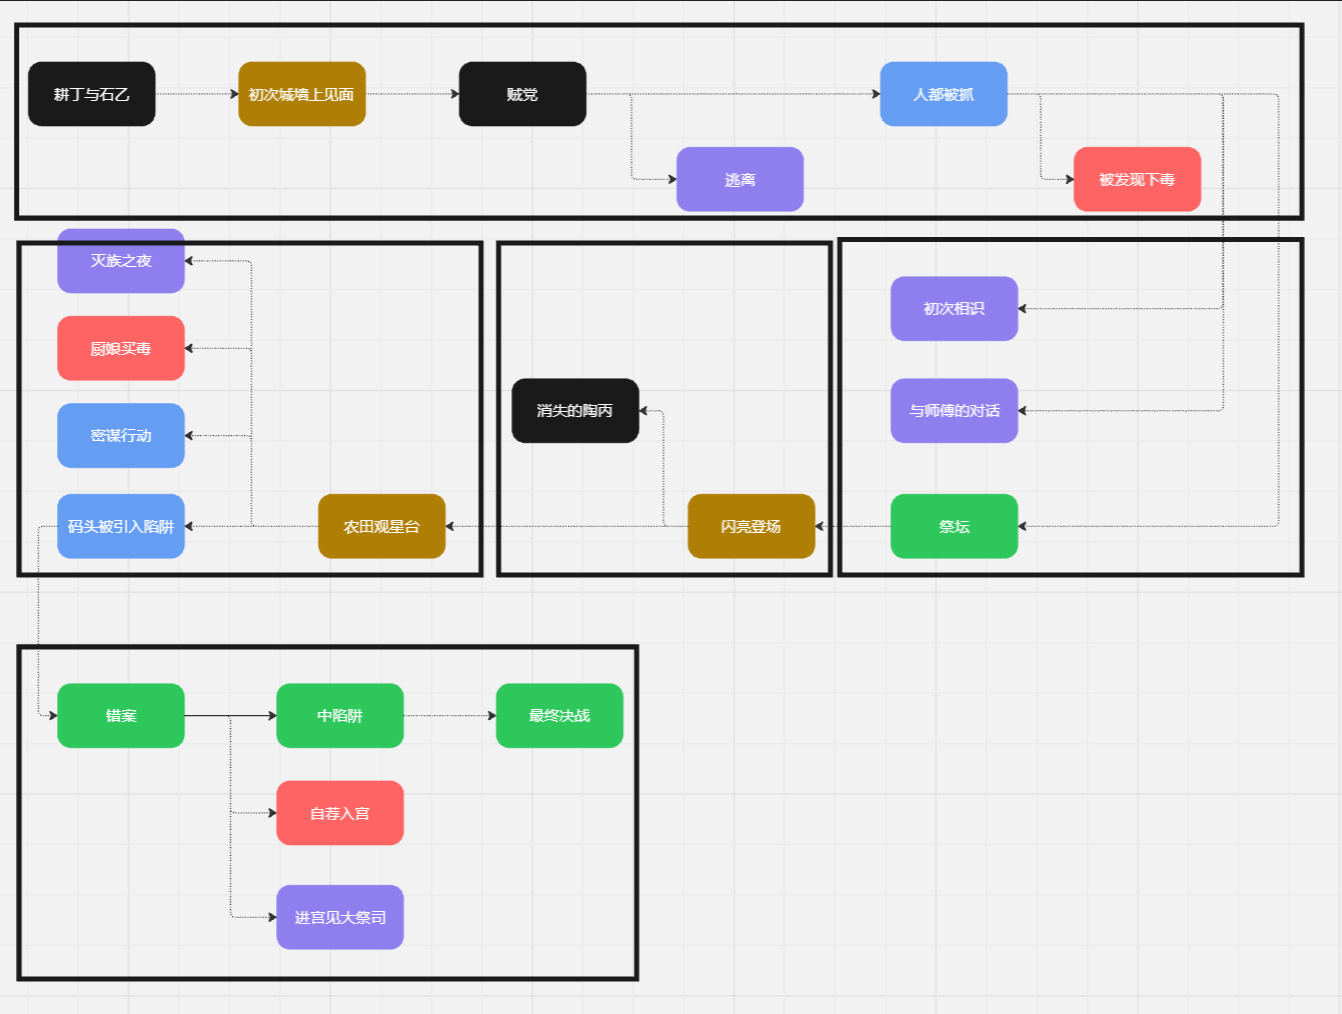 耕丁与石乙
初次城墙上见面
贼党
人都被抓
逃离
被发现下毒
灭族之夜
厨娘买毒
密谋行动
码头被引入陷阱
农田观星台
消失的陶丙
闪亮登场
初次相识
与师傅的对话
祭坛
错案
中陷阱
最终决战
自荐入宫
进宫见大祭司